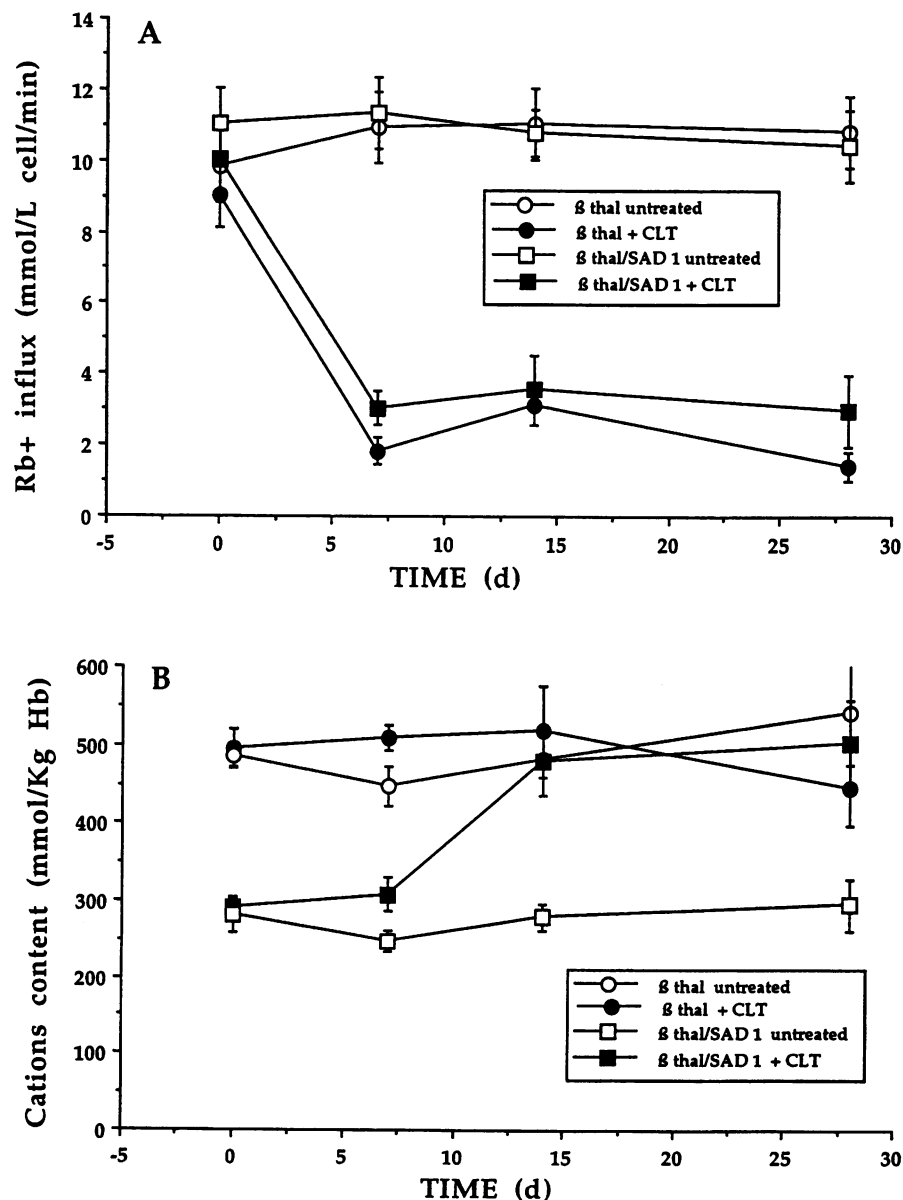 A
14
12
10
8
6
4
2
0
Rb+ influx (mmol/L cell/min)
ß thal untreated
ß thal + CLT
ß thal/SAD 1 untreated
ß thal/SAD 1 + CLT
-5 0 5 10 15 20 25 30
TIME (d)
B
600
500
400
300
200
100
0
Cations content (mmol/Kg Hb)
ß thal untreated
ß thal + CLT
ß thal/SAD 1 untreated
ß thal/SAD 1 + CLT
-5 0 5 10 15 20 25 30
TIME (d)